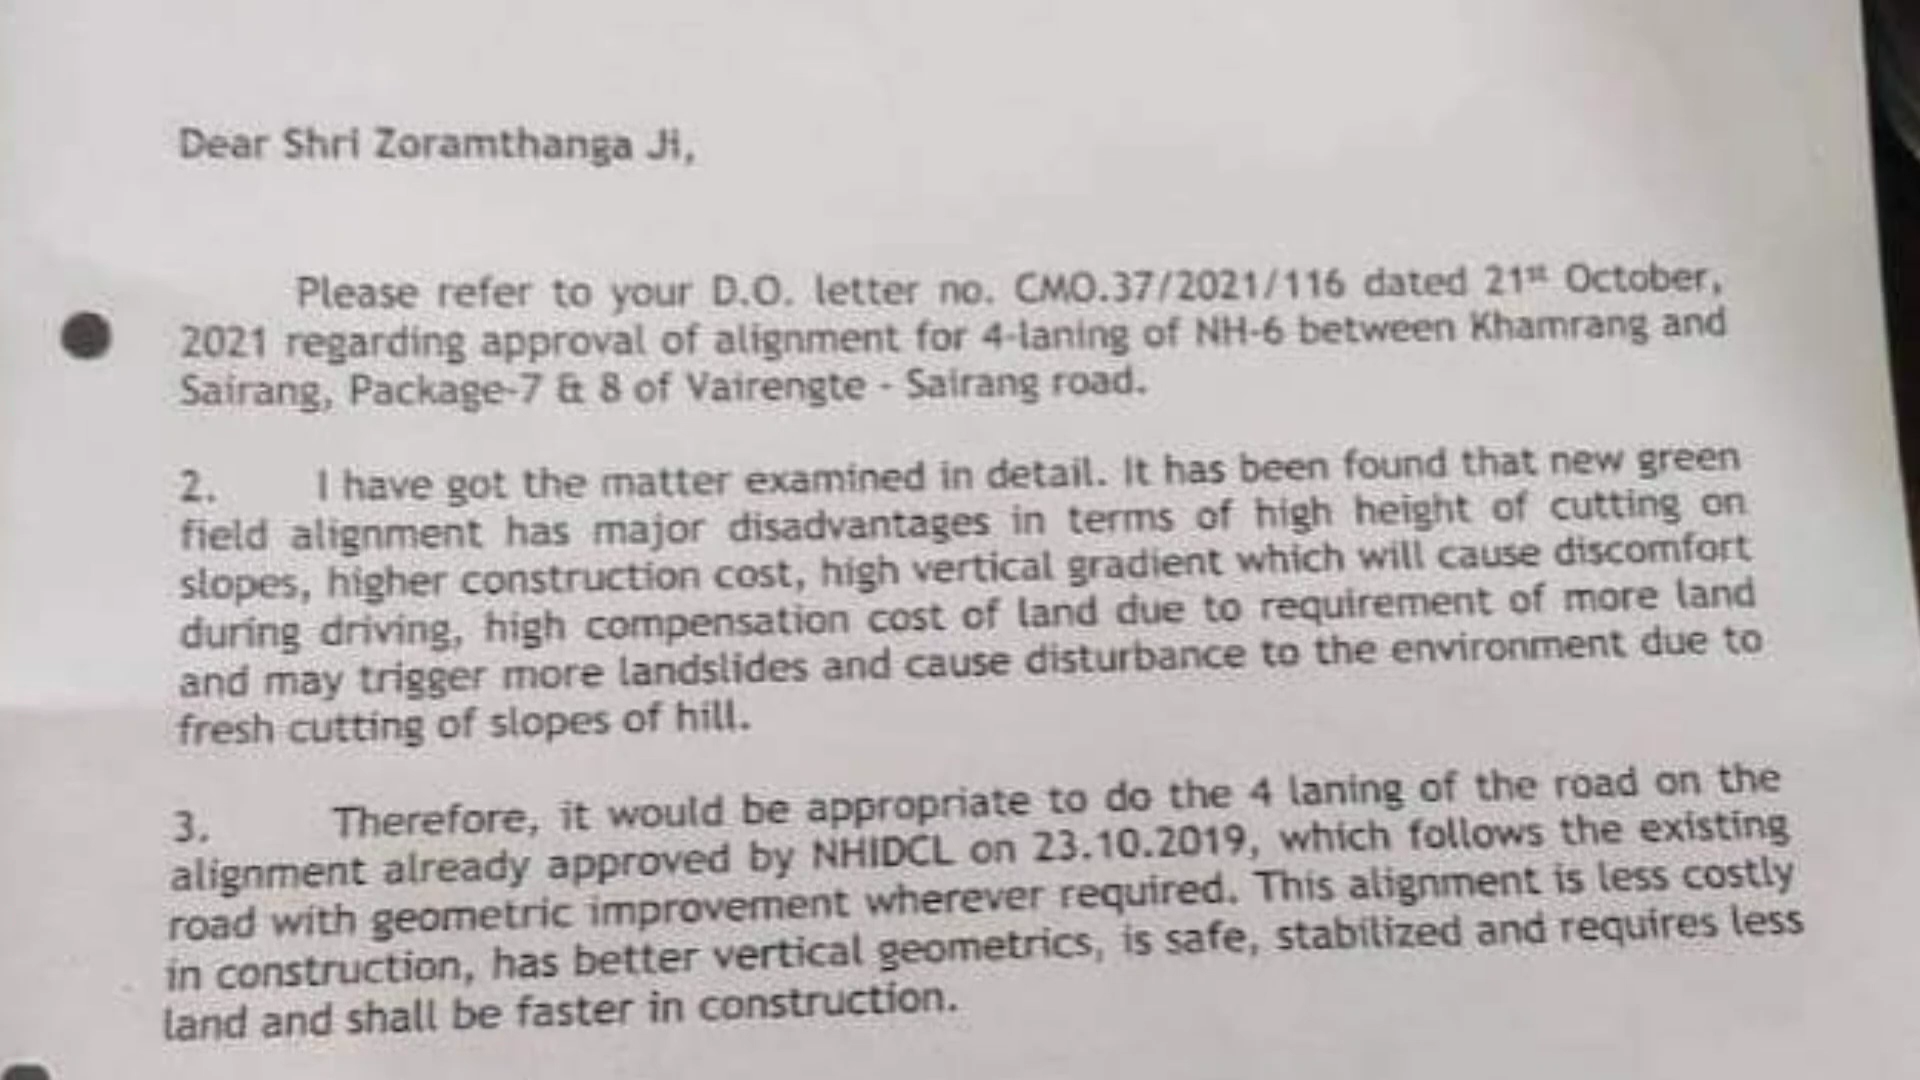 Dear Shri Zoramthanga Ji,
Please refer to your D.O. letter no. CMO.37/2021/116 dated 21st October,
2021 regarding approval of alignment for 4-laning of NH-6 between Khamrang and
Sairang, Package-7 & 8 of Vairengte - Sairang road.
2. I have got the matter examined in detail. It has been found that new green
field alignment has major disadvantages in terms of high height of cutting on
slopes, higher construction cost, high vertical gradient which will cause discomfort
during driving, high compensation cost of land due to requirement of more land
and may trigger more landslides and cause disturbance to the environment due to
fresh cutting of slopes of hill.
3. Therefore, it would be appropriate to do the 4 laning of the road on the
alignment already approved by NHIDCL on 23.10.2019, which follows the existing
road with geometric improvement wherever required. This alignment is less costly
in construction, has better vertical geometrics, is safe, stabilized and requires less
land and shall be faster in construction.